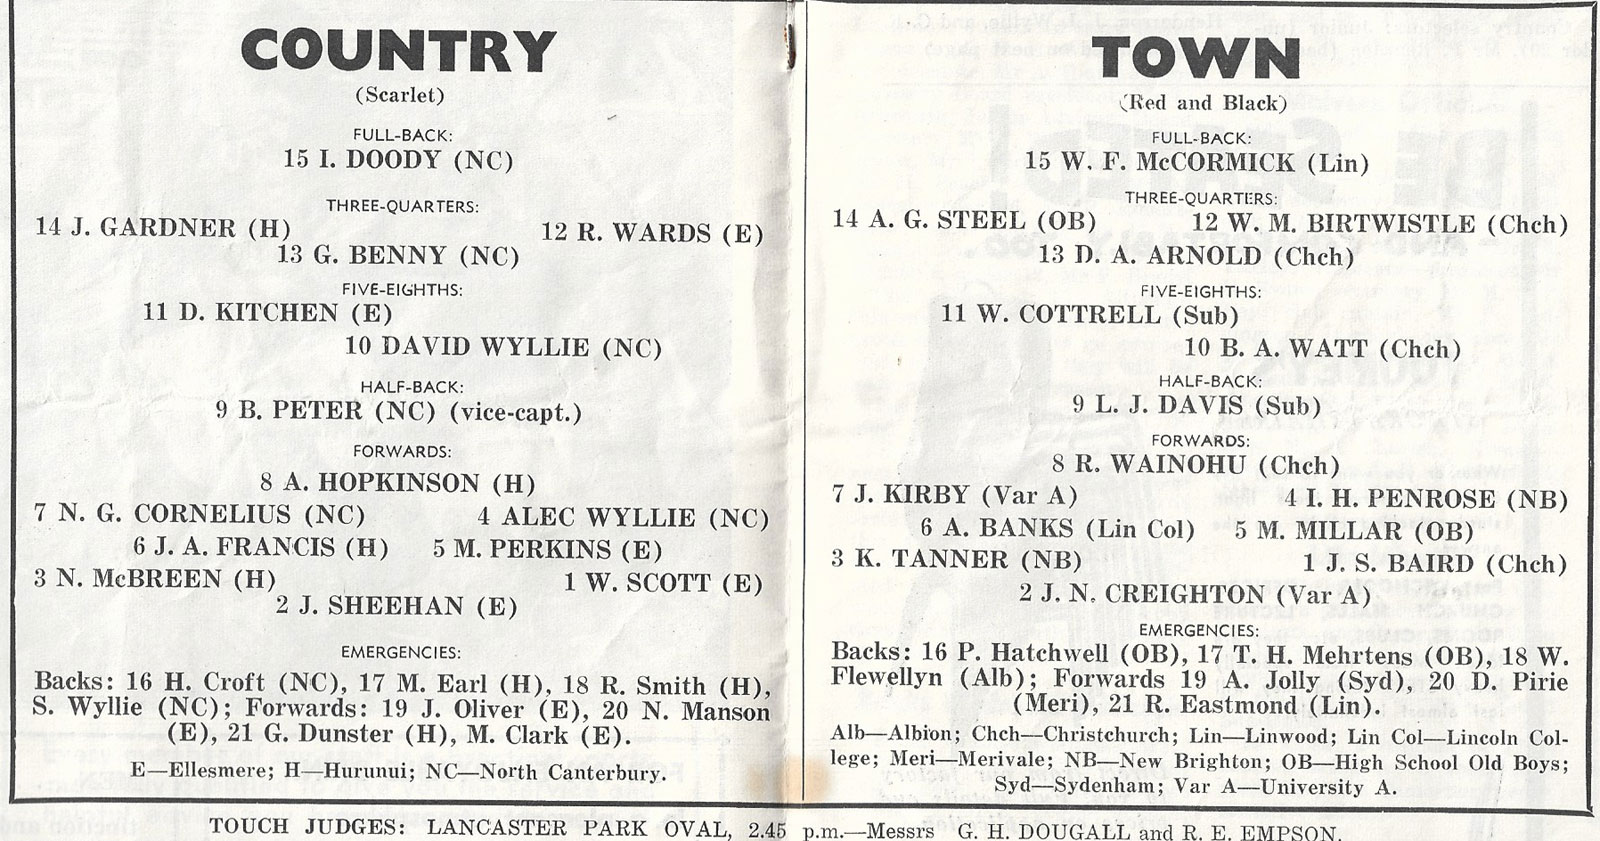 COUNTRY
(Scarlet)
FULL-BACK:
15 I. DOODY (NC)
THREE-QUARTERS:
14 J. GARDNER (H)
12 R. WARDS (E)
13 G. BENNY (NC)
FIVE-EIGHTHS:
11 D. KITCHEN (E)
10 DAVID WYLLIE (NC)
HALF-BACK:
9 B. PETER (NC) (vice-capt.)
FORWARDS:
8 A. HOPKINSON (H)
7 N. G. CORNELIUS (NC)
4 ALEC WYLLIE (NC)
6 J. A. FRANCIS (H)
5 M. PERKINS (E)
3 N. McBREEN (H)
1 W. SCOTT (E)
2 J. SHEEHAN (E)
EMERGENCIES:
Backs: 16 H. Croft (NC), 17 M. Earl (H), 18 R. Smith (H),
S. Wyllie (NC); Forwards: 19 J. Oliver (E), 20 N. Manson
(E), 21 G. Dunster (H), M. Clark (E).
E—Ellesmere; H—Hurunui; NC—North Canterbury.
TOWN
(Red and Black)
FULL-BACK:
15 W. F. McCORMICK (Lin)
THREE-QUARTERS:
14 A. G. STEEL (OB)
12 W. M. BIRTWISTLE (Chch)
13 D. A. ARNOLD (Chch)
FIVE-EIGHTHS:
11 W. COTTRELL (Sub)
10 B. A. WATT (Chch)
HALF-BACK:
9 L. J. DAVIS (Sub)
FORWARDS:
8 R. WAINOHU (Chch)
7 J. KIRBY (Var A)
4 I. H. PENROSE (NB)
6 A. BANKS (Lin Col)
5 M. MILLAR (OB)
3 K. TANNER (NB)
1 J. S. BAIRD (Chch)
2 J. N. CREIGHTON (Var A)
EMERGENCIES:
Backs: 16 P. Hatchwell (OB), 17 T. H. Mehrtens (OB), 18 W.
Flewellyn (Alb); Forwards 19 A. Jolly (Syd), 20 D. Pirie
(Meri), 21 R. Eastmond (Lin).
Alb—Albion; Chch—Christchurch; Lin—Linwood; Lin Col—Lincoln Col-
lege; Meri—Merivale; NB—New Brighton; OB—High School Old Boys;
Syd—Sydenham; Var A—University A.
TOUCH JUDGES: LANCASTER PARK OVAL, 2.45 p.m.—Messrs G. H. DOUGALL and R. E. EMPSON.